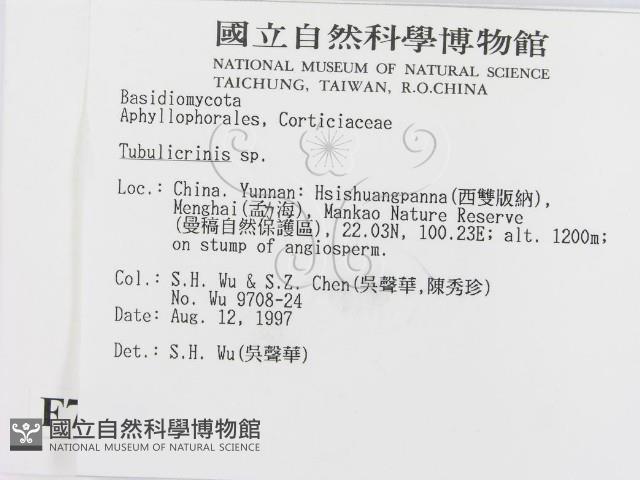 國立自然科學博物館
NATIONAL MUSEUM OF NATURAL SCIENCE
TAICHUNG, TAIWAN, R.O.CHINA
Basidiomycota
Aphyllophorales, Corticiaceae
Tubulicrinis sp.
Loc.: China. Yunnan: Hsishuangpanna(西雙版納),
Menghai(孟力海), Mankao Nature Reserve
(曼稿自然保護區), 22.03N, 100.23E; alt. 1200m;
on stump of angiosperm.
Col.: S.H. Wu & S.Z. Chen(吳聲華,陳秀珍)
No. Wu 9708-24
Date: Aug. 12, 1997
Det.: S.H. Wu(吳聲華)
國立自然科學博物館
NATIONAL MUSEUM OF NATURAL SCIENCE